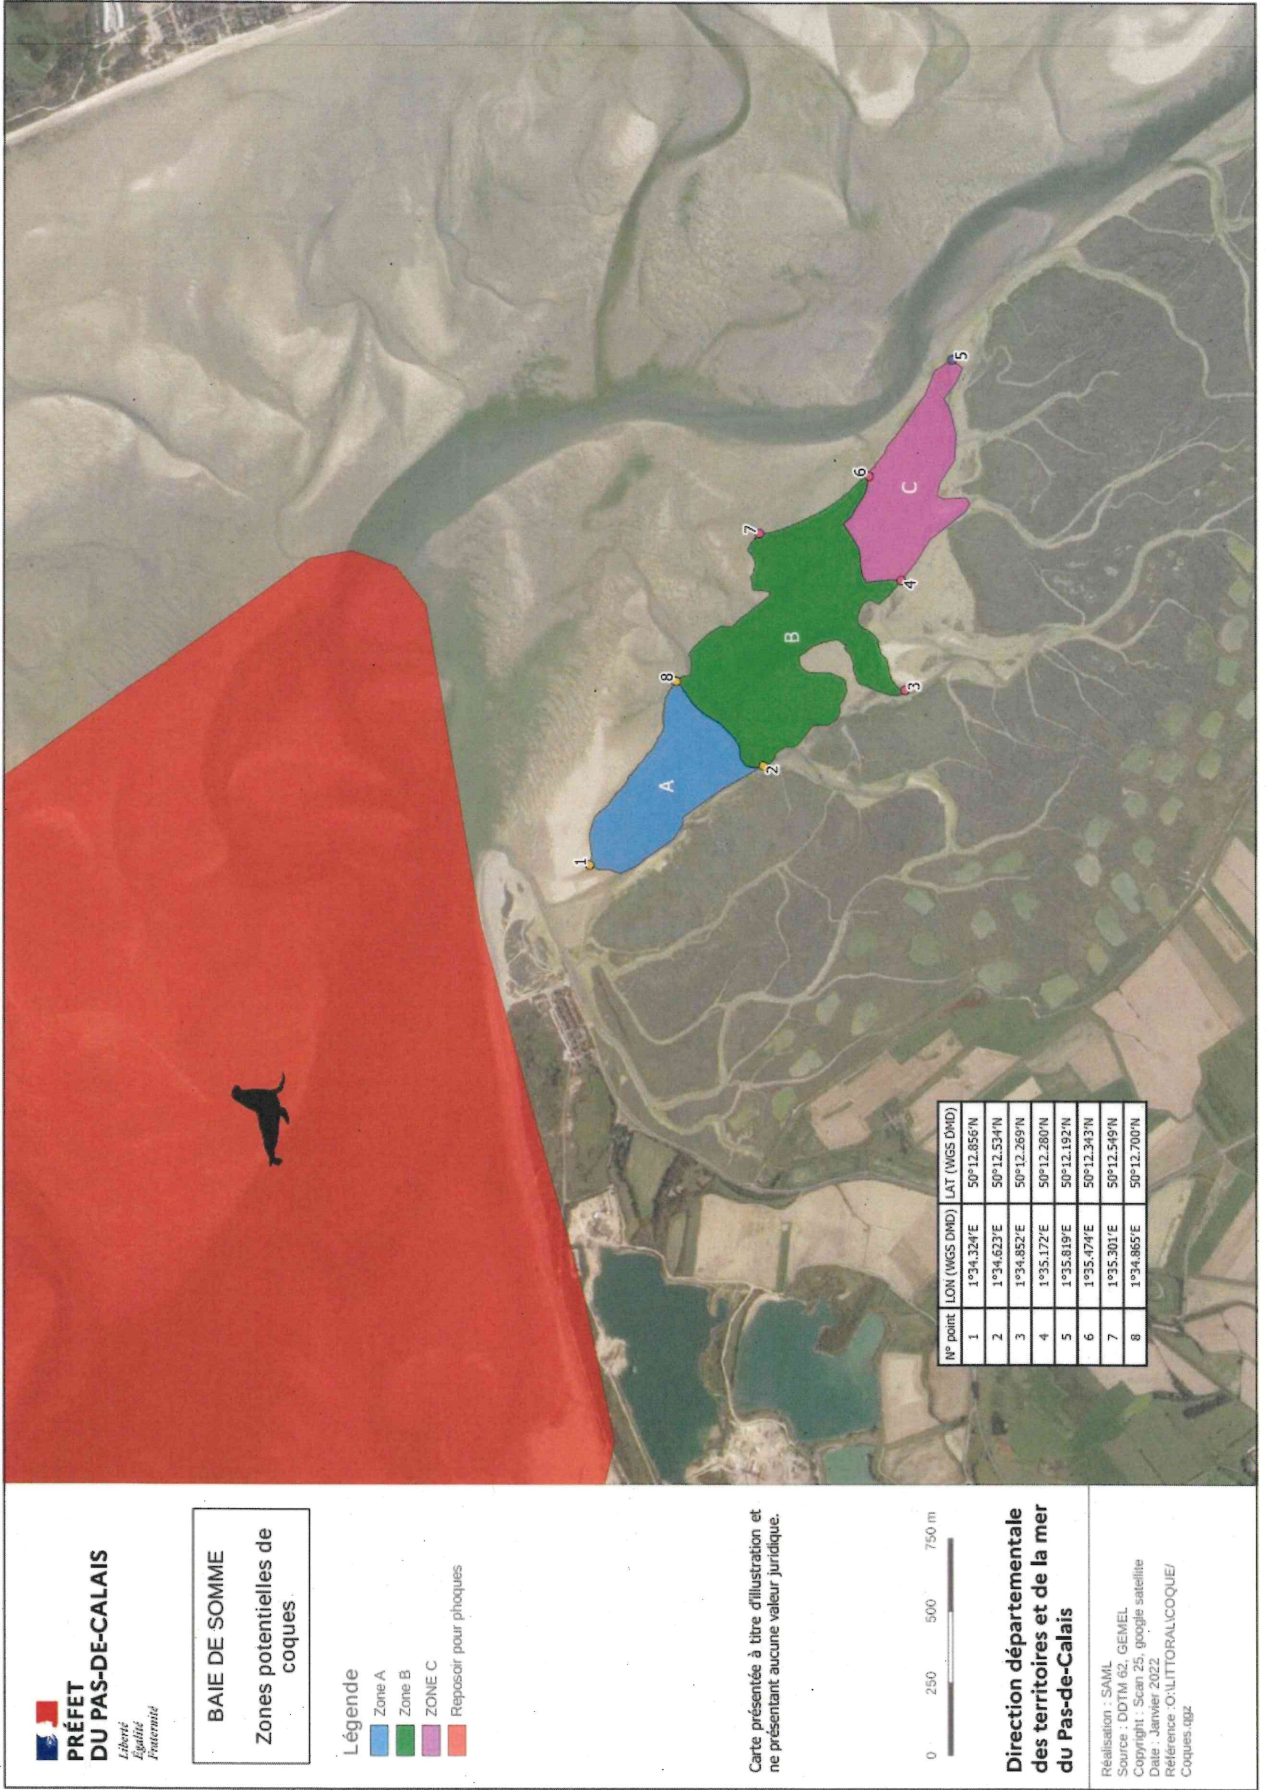 PRÉFET
DU PAS-DE-CALAIS
Liberté
Égalité
Fraternité
BAIE DE SOMME
Zones potentielles de
coques
Légende
Zone A
Zone B
ZONE C
Reposoir pour phoques
Carte présentée à titre d'illustration et
ne présentant aucune valeur juridique.
0 250 500 750 m
Direction départementale
des territoires et de la mer
du Pas-de-Calais
Réalisation : SAML
Source : DDTM 62, GEMEL
Copyright : Scan 25, google satellite
Date : Janvier 2022
Référence :O:\LITTORAL\COQUE/
Coques.qgz
1
A
8
2
B
7
3
4
6
C
5
N° point LON (WGS DMD) LAT (WGS DMD)
1 1°34.324'E 50°12.856'N
2 1°34.623'E 50°12.534'N
3 1°34.852'E 50°12.269'N
4 1°35.172'E 50°12.280'N
5 1°35.819'E 50°12.192'N
6 1°35.474'E 50°12.343'N
7 1°35.301'E 50°12.549'N
8 1°34.865'E 50°12.700'N